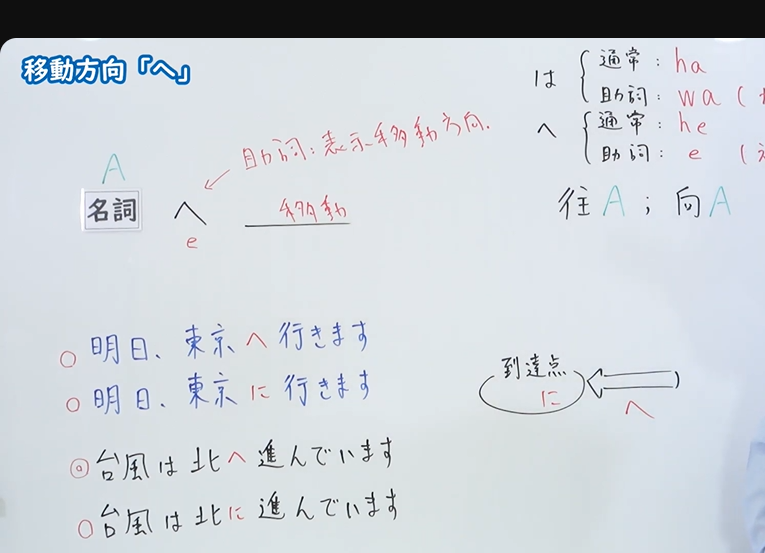 移動方向「へ」
は 通常：ha
助詞：wa（
へ 通常：he
助詞：e（
助詞：表示移動方向.
A
名詞 へ 移動
e
往A；向A
○ 明日、東京へ行きます
○ 明日、東京に行きます
◎ 台風は北へ進んでいます
○ 台風は北に進んでいます
到達点
に
へ